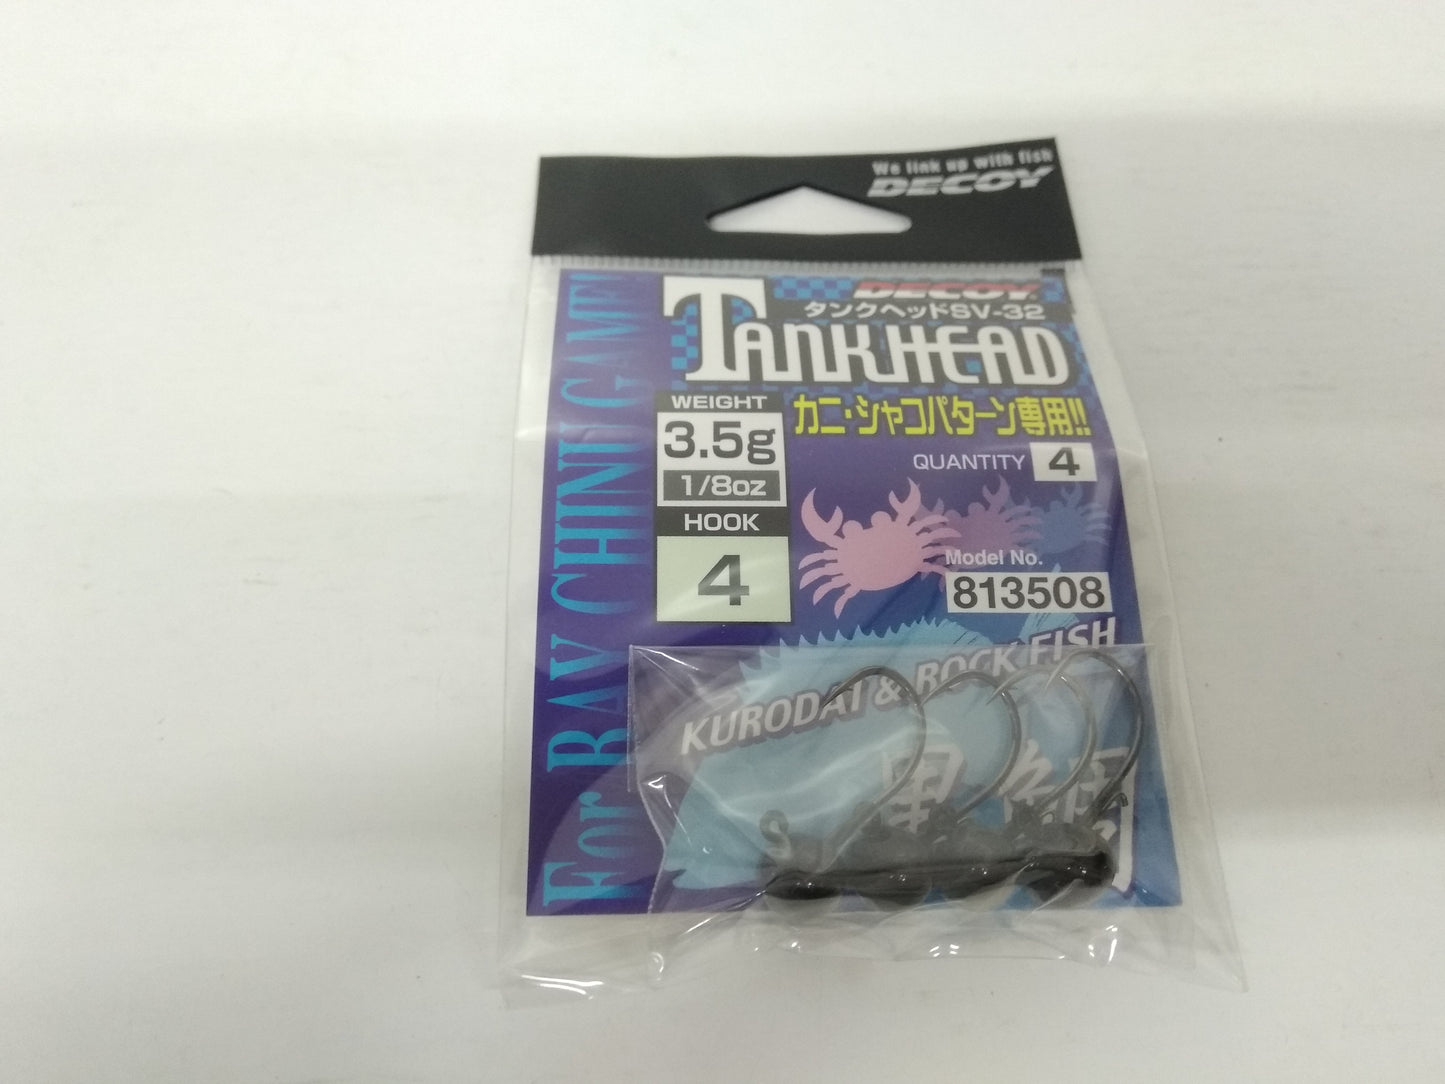 We link up with fish
DECOY
DECOY
タンクヘッドSV-32
TANKHEAD
WEIGHT
3.5g
1/8oz
HOOK
4
カニ・シャコパターン専用!!
QUANTITY 4
Model No.
813508
KURODAI & ROCK FISH
黒鯛
For BAY CHINU GAME!